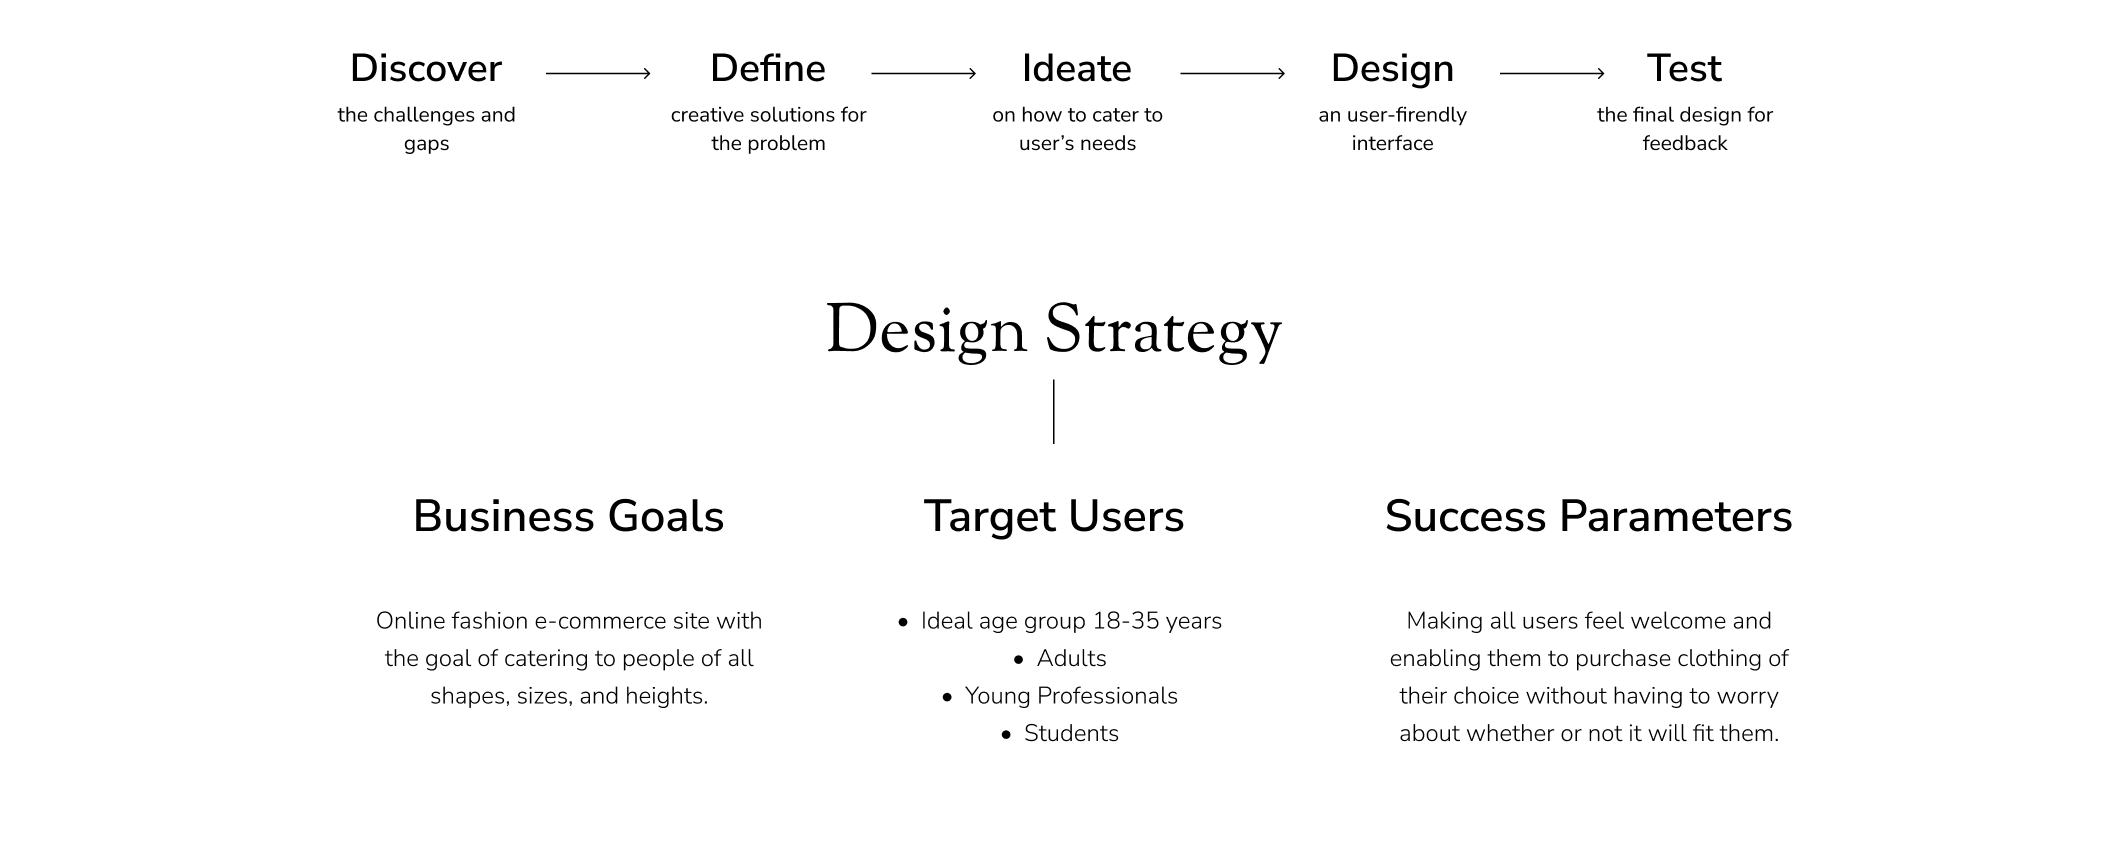 Discover
the challenges and
gaps
Define
creative solutions for
the problem
Ideate
on how to cater to
user’s needs
Design
an user-firendly
interface
Test
the final design for
feedback
Design Strategy
Business Goals
Online fashion e-commerce site with
the goal of catering to people of all
shapes, sizes, and heights.
Target Users
• Ideal age group 18-35 years
• Adults
• Young Professionals
• Students
Success Parameters
Making all users feel welcome and
enabling them to purchase clothing of
their choice without having to worry
about whether or not it will fit them.